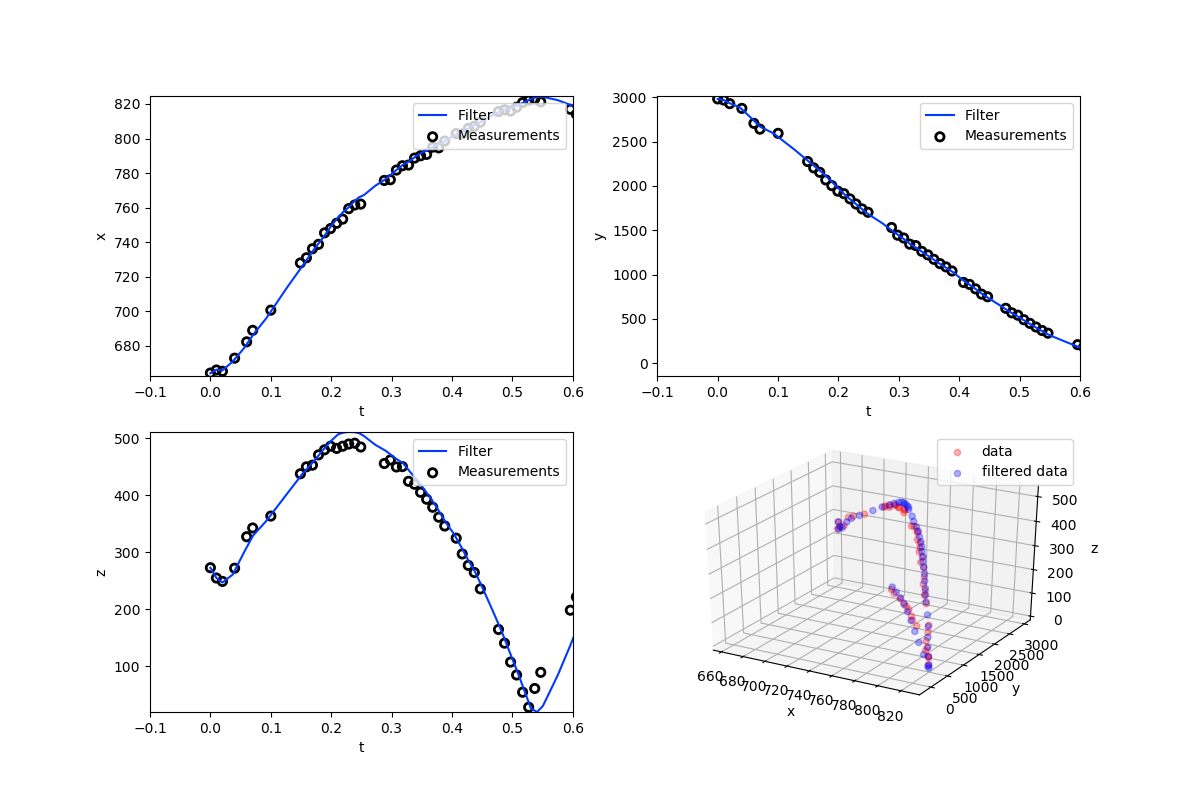 820
800
780
760
740
720
700
680
x
−0.1 0.0 0.1 0.2 0.3 0.4 0.5 0.6
t
Filter
Measurements
3000
2500
2000
1500
1000
500
0
y
−0.1 0.0 0.1 0.2 0.3 0.4 0.5 0.6
t
Filter
Measurements
500
400
300
200
100
z
−0.1 0.0 0.1 0.2 0.3 0.4 0.5 0.6
t
Filter
Measurements
data
filtered data
660 680 700 720 740 760 780 800 820
x
0 500 1000 1500 2000 2500 3000
y
0 100 200 300 400 500
z